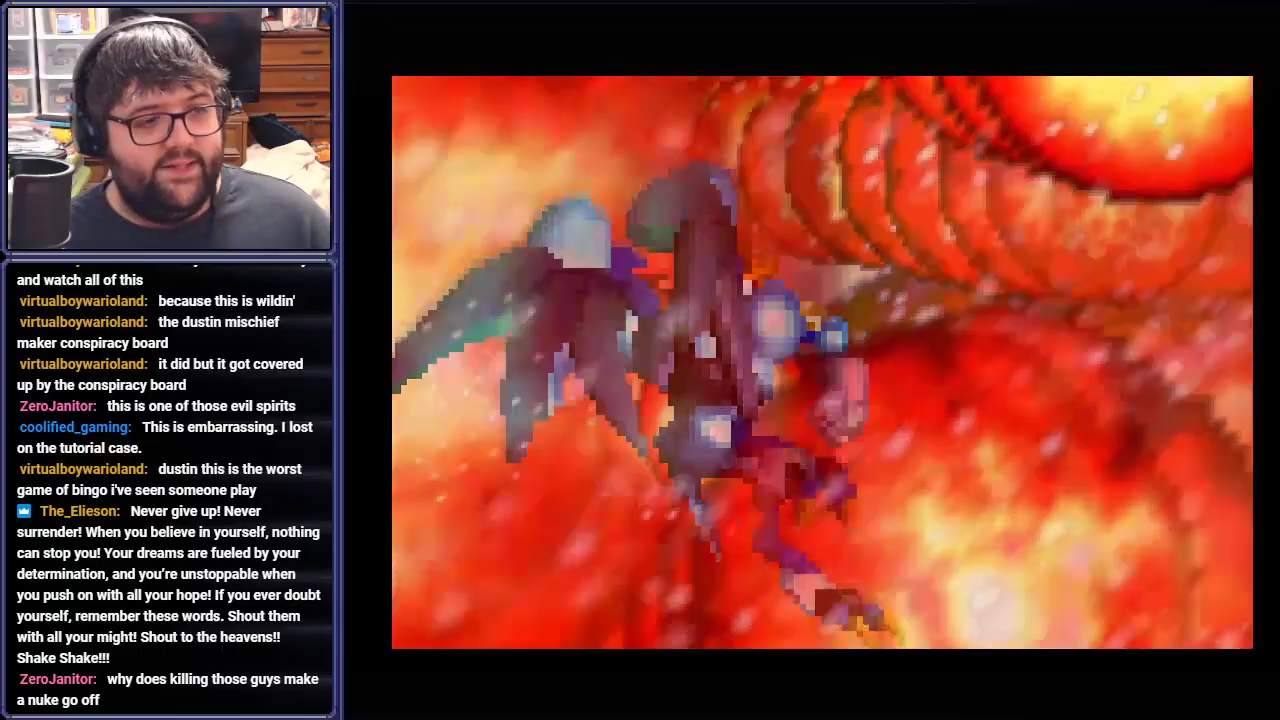 and watch all of this
virtualboywarioland: because this is wildin'
virtualboywarioland: the dustin mischief
maker conspiracy board
virtualboywarioland: it did but it got covered
up by the conspiracy board
ZeroJanitor: this is one of those evil spirits
coolified_gaming: This is embarrassing. I lost
on the tutorial case.
virtualboywarioland: dustin this is the worst
game of bingo i've seen someone play
The_Elieson: Never give up! Never
surrender! When you believe in yourself, nothing
can stop you! Your dreams are fueled by your
determination, and you’re unstoppable when
you push on with all your hope! If you ever doubt
yourself, remember these words. Shout them
with all your might! Shout to the heavens!!
Shake Shake!!!
ZeroJanitor: why does killing those guys make
a nuke go off